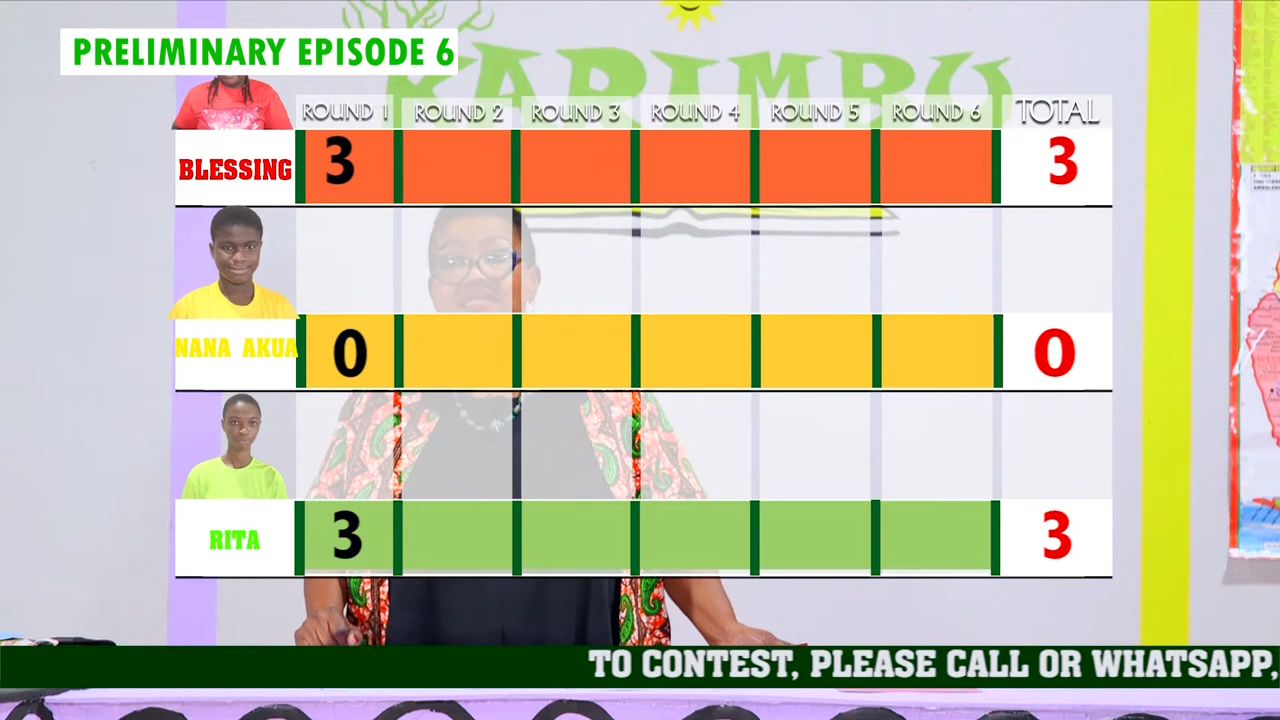 PRELIMINARY EPISODE 6
KARIMBU
ROUND 1 ROUND 2 ROUND 3 ROUND 4 ROUND 5 ROUND 6 TOTAL
BLESSING 3 3
NANA AKUA 0 0
RITA 3 3
TO CONTEST, PLEASE CALL OR WHATSAPP,